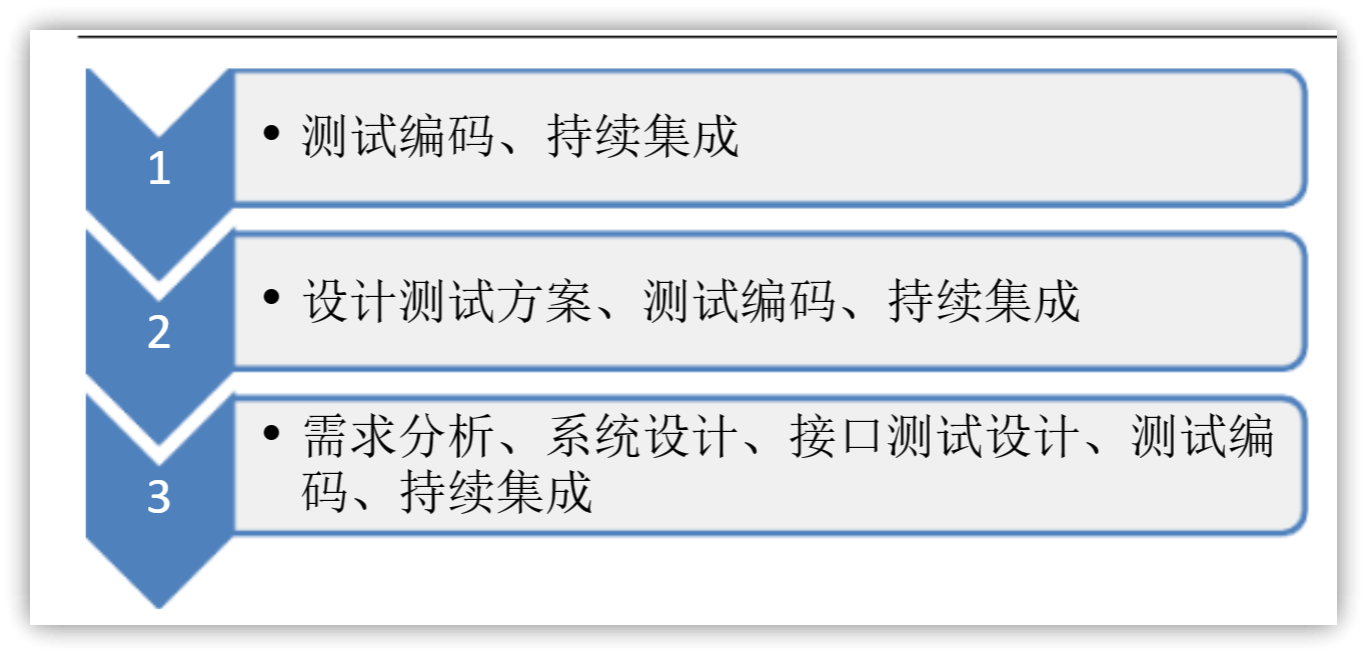 1
• 测试编码、持续集成
2
• 设计测试方案、测试编码、持续集成
3
• 需求分析、系统设计、接口测试设计、测试编
码、持续集成